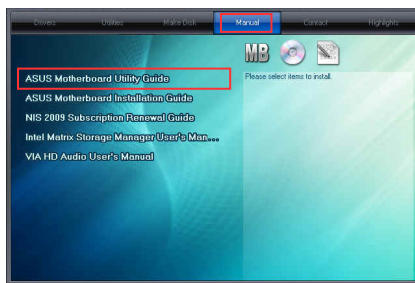 Drivers Utilities Make Disk Manual Contact Highlights
MB
Please select items to install.
ASUS Motherboard Utility Guide
ASUS Motherboard Installation Guide
NIS 2009 Subscription Renewal Guide
Intel Matrix Storage Manager User's Man...
VIA HD Audio User's Manual